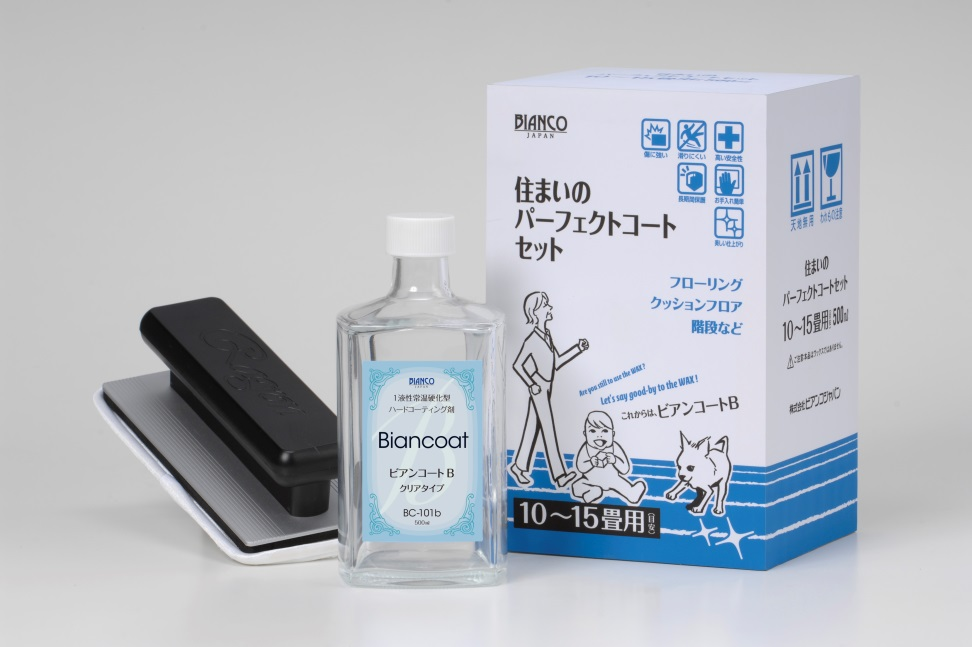 BIANCO
JAPAN
傷に強い
滑りにくい
高い安全性
長期間保護
お手入れ簡単
美しい仕上がり
住まいの
パーフェクトコート
セット
フローリング
クッションフロア
階段など
Are you still to use the WAX?
Let's say good-by to the WAX!
これからは、ビアンコートB
10～15畳用(目安)
天地無用
われもの注意
住まいの
パーフェクトコートセット
10～15畳用 500ml
株式会社ビアンコジャパン
BIANCO
JAPAN
1液性常温硬化型
ハードコーティング剤
Biancoat
ビアンコートB
クリアタイプ
BC-101b
500ml